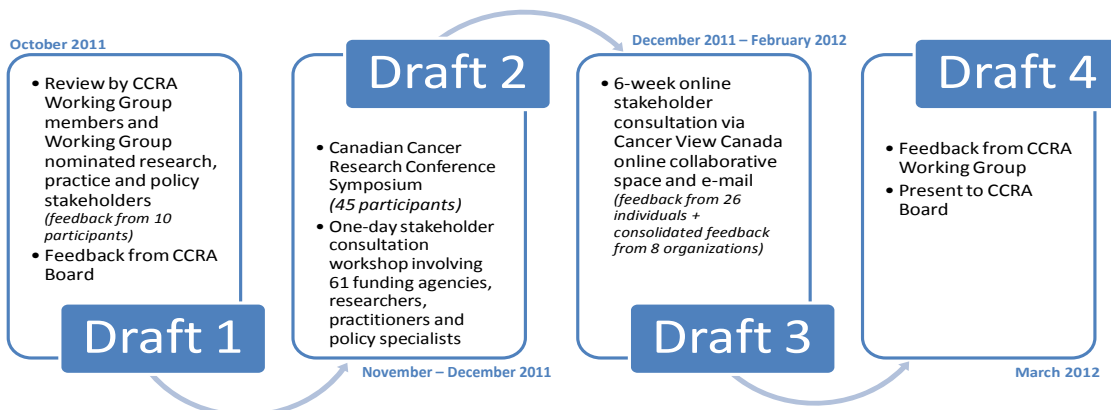 October 2011
• Review by CCRA
Working Group
members and
Working Group
nominated research,
practice and policy
stakeholders
(feedback from 10
participants)
• Feedback from CCRA
Board
Draft 1
Draft 2
• Canadian Cancer
Research Conference
Symposium
(45 participants)
• One-day stakeholder
consultation
workshop involving
61 funding agencies,
researchers,
practitioners and
policy specialists
November – December 2011
December 2011 – February 2012
• 6-week online
stakeholder
consultation via
Cancer View Canada
online collaborative
space and e-mail
(feedback from 26
individuals +
consolidated feedback
from 8 organizations)
Draft 3
Draft 4
• Feedback from CCRA
Working Group
• Present to CCRA
Board
March 2012